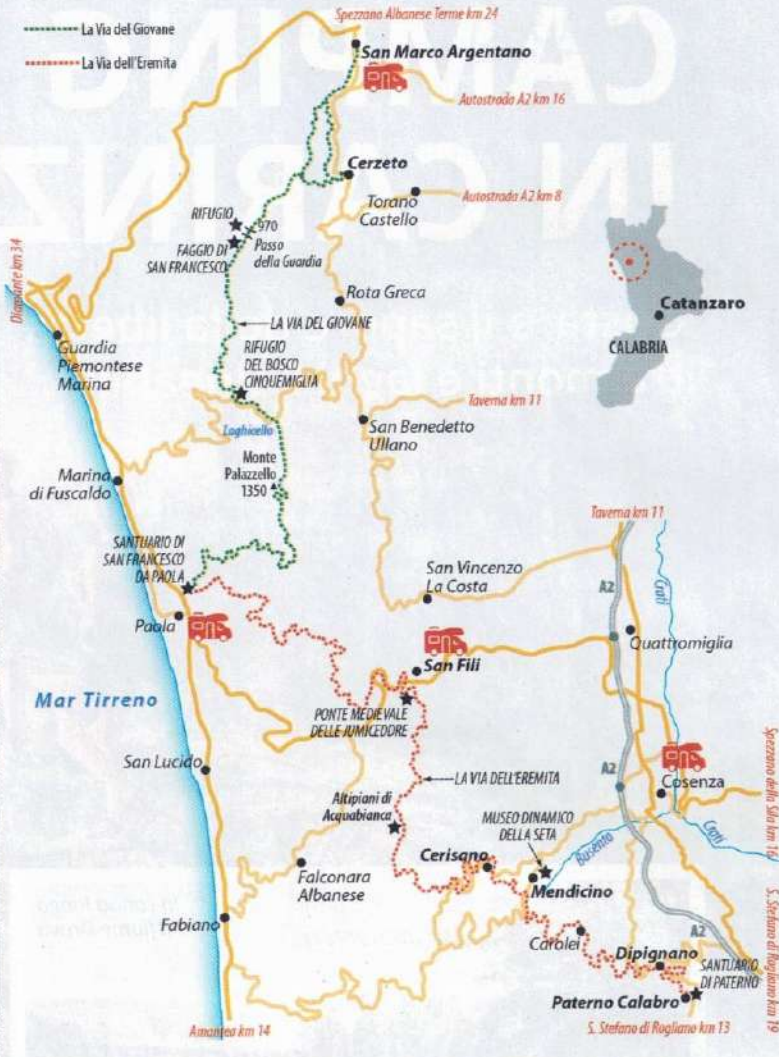 La Via del Giovane
La Via dell'Eremita
Spezzano Albanese Terme km 24
San Marco Argentano
Autostrada A2 km 16
Cerzeto
Torano
Castello
Autostrada A2 km 8
RIFUGIO
970
FAGGIO DI
SAN FRANCESCO
Passo
della Guardia
Diamante km 34
Rota Greca
Catanzaro
CALABRIA
LA VIA DEL GIOVANE
Guardia
Piemontese
Marina
RIFUGIO
DEL BOSCO
CINQUEMIGLIA
Taverna km 11
San Benedetto
Ullano
Laghicello
Monte
Palazzello
1350
Marina
di Fuscaldo
Taverna km 11
SANTUARIO DI
SAN FRANCESCO
DA PAOLA
San Vincenzo
La Costa
A2
Crati
Paola
Quattromiglia
San Fili
Mar Tirreno
PONTE MEDIEVALE
DELLE JUMICEDDRE
San Lucido
LA VIA DELL'EREMITA
A2
Cosenza
Spezzano della Sila km 16
Altipiani di
Acquabianca
MUSEO DINAMICO
DELLA SETA
Busento
Crati
Cerisano
Mendicino
Falconara
Albanese
Fabiano
Carolei
Dipignano
A2
SANTUARIO
DI PATERNO
Paterno Calabro
S. Stefano di Rogliano km 19
Amantea km 14
S. Stefano di Rogliano km 13